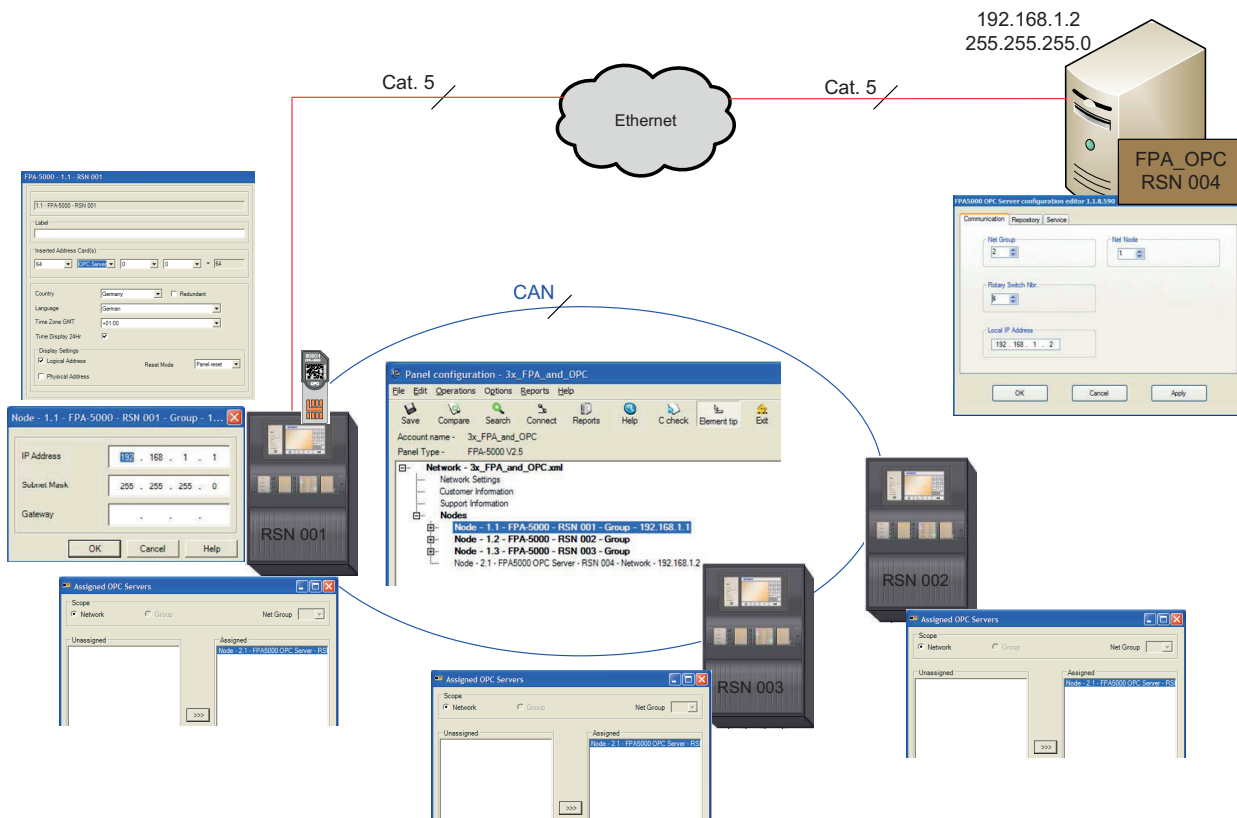 192.168.1.2
255.255.255.0
Cat. 5
Cat. 5
Ethernet
FPA_OPC
RSN 004
FPA-5000 - 1.1 - RSN 001
1.1 - FPA-5000 - RSN 001
Label
Inserted Address Card(s)
64 OPC Server 0 0 = 64
Country Germany Redundant
Language German
Time Zone GMT +01:00
Time Display 24Hr
Display Settings
Logical Address
Reset Mode Panel reset
Physical Address
FPA5000 OPC Server configuration editor 1.1.8.590
Communication Repository Service
Net Group
2
Net Node
1
Rotary Switch Nbr.
4
Local IP Address
192 . 168 . 1 . 2
OK Cancel Apply
CAN
BOSCH
OPC
Node - 1.1 - FPA-5000 - RSN 001 - Group - 1...
IP Address 192 . 168 . 1 . 1
Subnet Mask 255 . 255 . 255 . 0
Gateway . . .
OK Cancel Help
RSN 001
Panel configuration - 3x_FPA_and_OPC
File Edit Operations Options Reports Help
Save Compare Search Connect Reports Help C check Element tip Exit
Account name - 3x_FPA_and_OPC
Panel Type - FPA-5000 V2.5
Network - 3x_FPA_and_OPC.xml
Network Settings
Customer Information
Support Information
Nodes
Node - 1.1 - FPA-5000 - RSN 001 - Group - 192.168.1.1
Node - 1.2 - FPA-5000 - RSN 002 - Group
Node - 1.3 - FPA-5000 - RSN 003 - Group
Node - 2.1 - FPA5000 OPC Server - RSN 004 - Network - 192.168.1.2
RSN 002
RSN 003
Assigned OPC Servers
Scope
Network Group Net Group
Unassigned Assigned
Node - 2.1 - FPA5000 OPC Server - RS
>>>
Assigned OPC Servers
Scope
Network Group Net Group
Unassigned Assigned
Node - 2.1 - FPA5000 OPC Server - RS
>>>
Assigned OPC Servers
Scope
Network Group Net Group
Unassigned Assigned
Node - 2.1 - FPA5000 OPC Server - RS
>>>